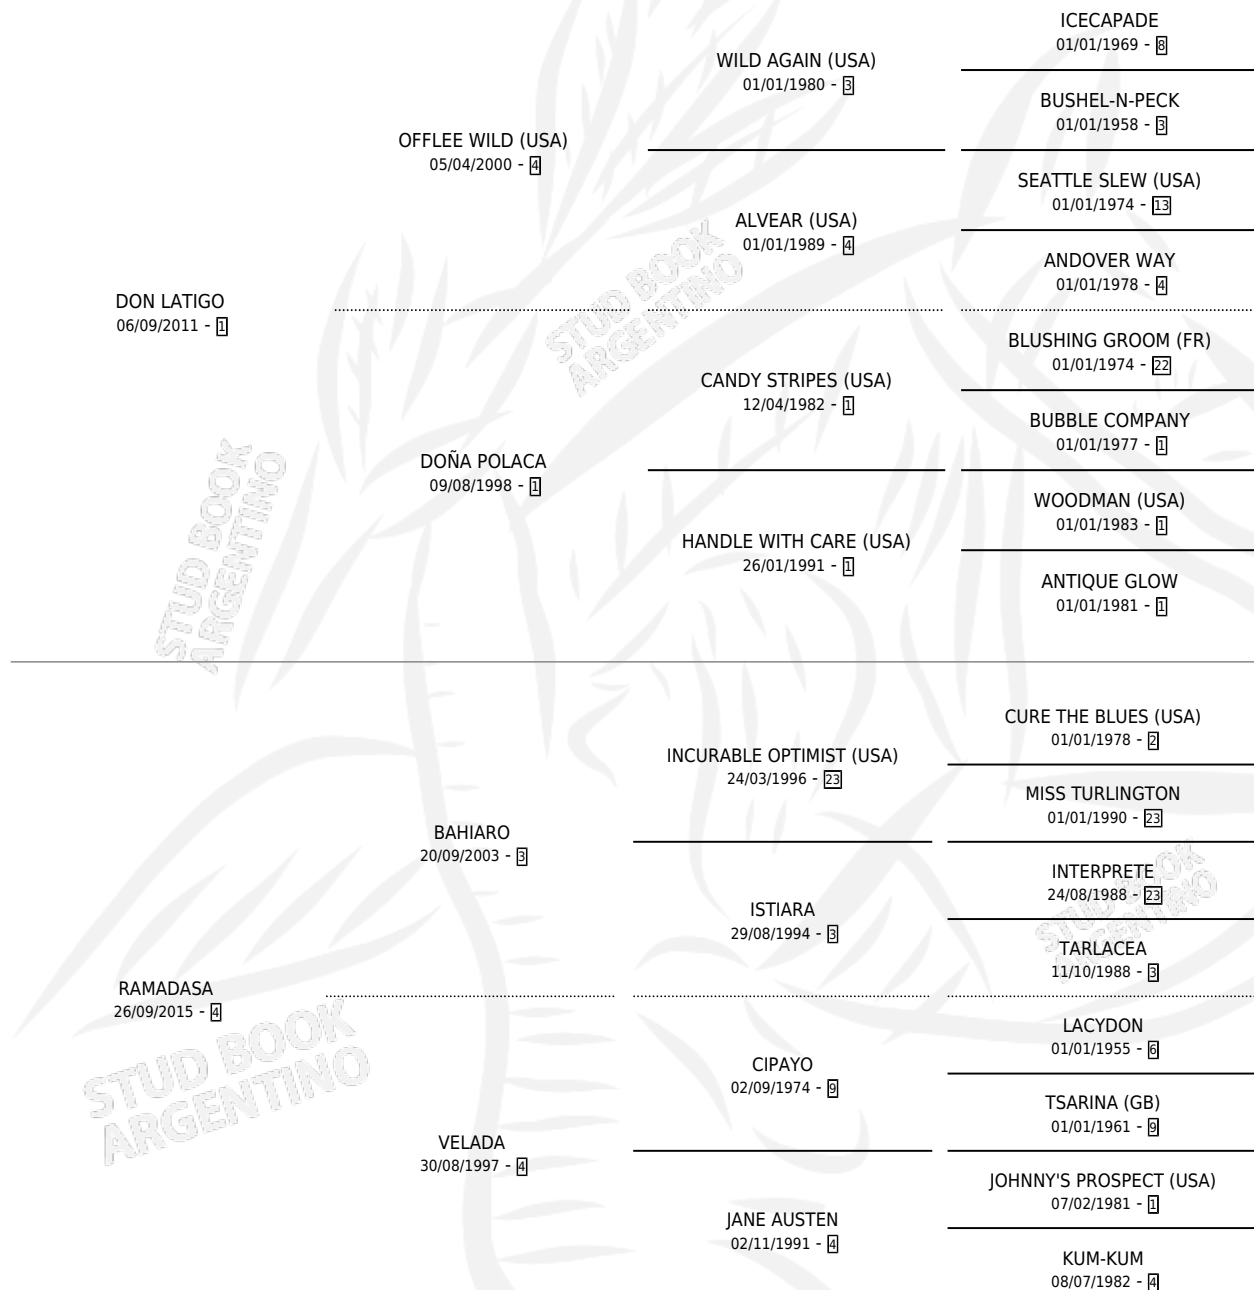 ICECAPADE
01/01/1969 - 8
WILD AGAIN (USA)
01/01/1980 - 3
BUSHEL-N-PECK
01/01/1958 - 3
OFFLEE WILD (USA)
05/04/2000 - 4
SEATTLE SLEW (USA)
01/01/1974 - 13
ALVEAR (USA)
01/01/1989 - 4
ANDOVER WAY
01/01/1978 - 4
STUD BOOK
ARGENTINO
DON LATIGO
06/09/2011 - 1
BLUSHING GROOM (FR)
01/01/1974 - 22
CANDY STRIPES (USA)
12/04/1982 - 1
BUBBLE COMPANY
01/01/1977 - 1
DOÑA POLACA
09/08/1998 - 1
WOODMAN (USA)
01/01/1983 - 1
HANDLE WITH CARE (USA)
26/01/1991 - 1
ANTIQUE GLOW
01/01/1981 - 1
STUD BOOK
ARGENTINO
CURE THE BLUES (USA)
01/01/1978 - 2
INCURABLE OPTIMIST (USA)
24/03/1996 - 23
MISS TURLINGTON
01/01/1990 - 23
BAHIARO
20/09/2003 - 3
INTERPRETE
24/08/1988 - 23
ISTIARA
29/08/1994 - 3
STUD BOOK
ARGENTINO
TARLACEA
11/10/1988 - 3
RAMADASA
26/09/2015 - 4
LACYDON
01/01/1955 - 6
CIPAYO
02/09/1974 - 9
TSARINA (GB)
01/01/1961 - 9
STUD BOOK
ARGENTINO
VELADA
30/08/1997 - 4
JOHNNY'S PROSPECT (USA)
07/02/1981 - 1
JANE AUSTEN
02/11/1991 - 4
KUM-KUM
08/07/1982 - 4